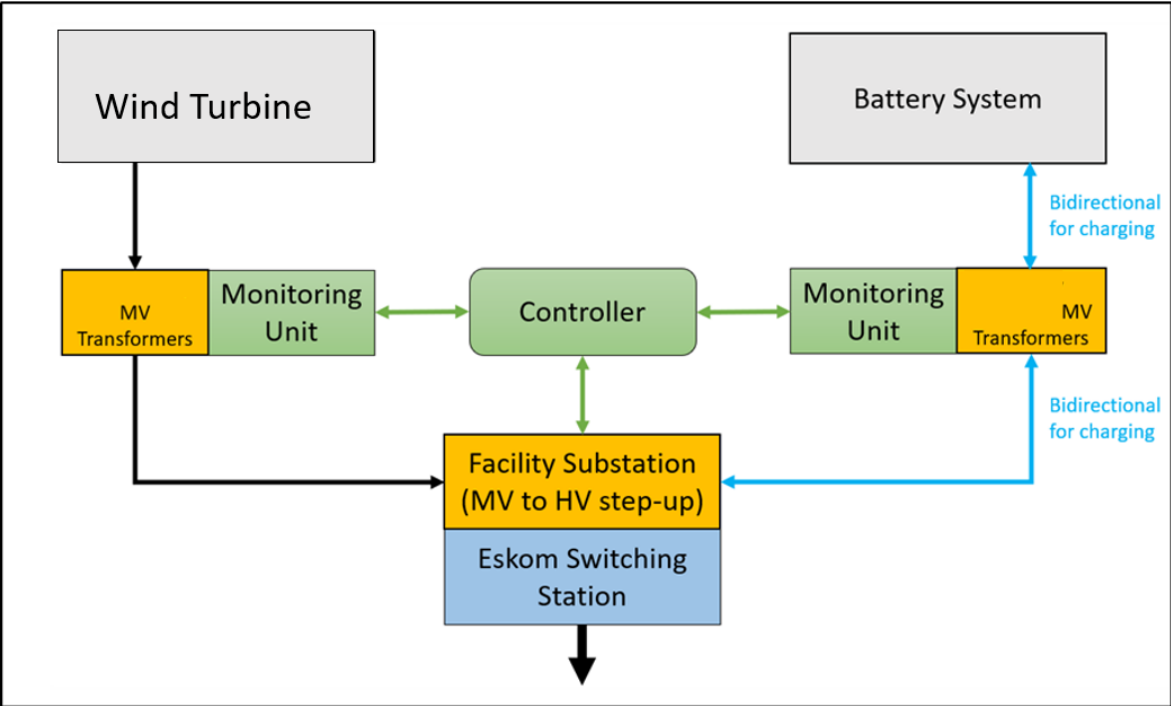 Wind Turbine
Battery System
Bidirectional
for charging
MV
Transformers
Monitoring
Unit
Controller
Monitoring
Unit
MV
Transformers
Bidirectional
for charging
Facility Substation
(MV to HV step-up)
Eskom Switching
Station